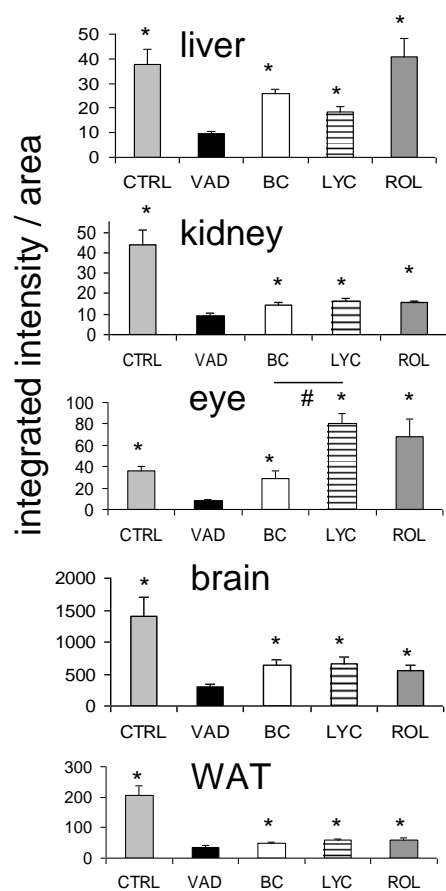 integrated intensity / area
liver
50
40
30
20
10
0
* * * *
CTRL VAD BC LYC ROL
kidney
50
40
30
20
10
0
* * * *
CTRL VAD BC LYC ROL
eye
#
100
80
60
40
20
0
* * * *
CTRL VAD BC LYC ROL
brain
2000
1500
1000
500
0
* * * *
CTRL VAD BC LYC ROL
WAT
300
200
100
0
* * * *
CTRL VAD BC LYC ROL